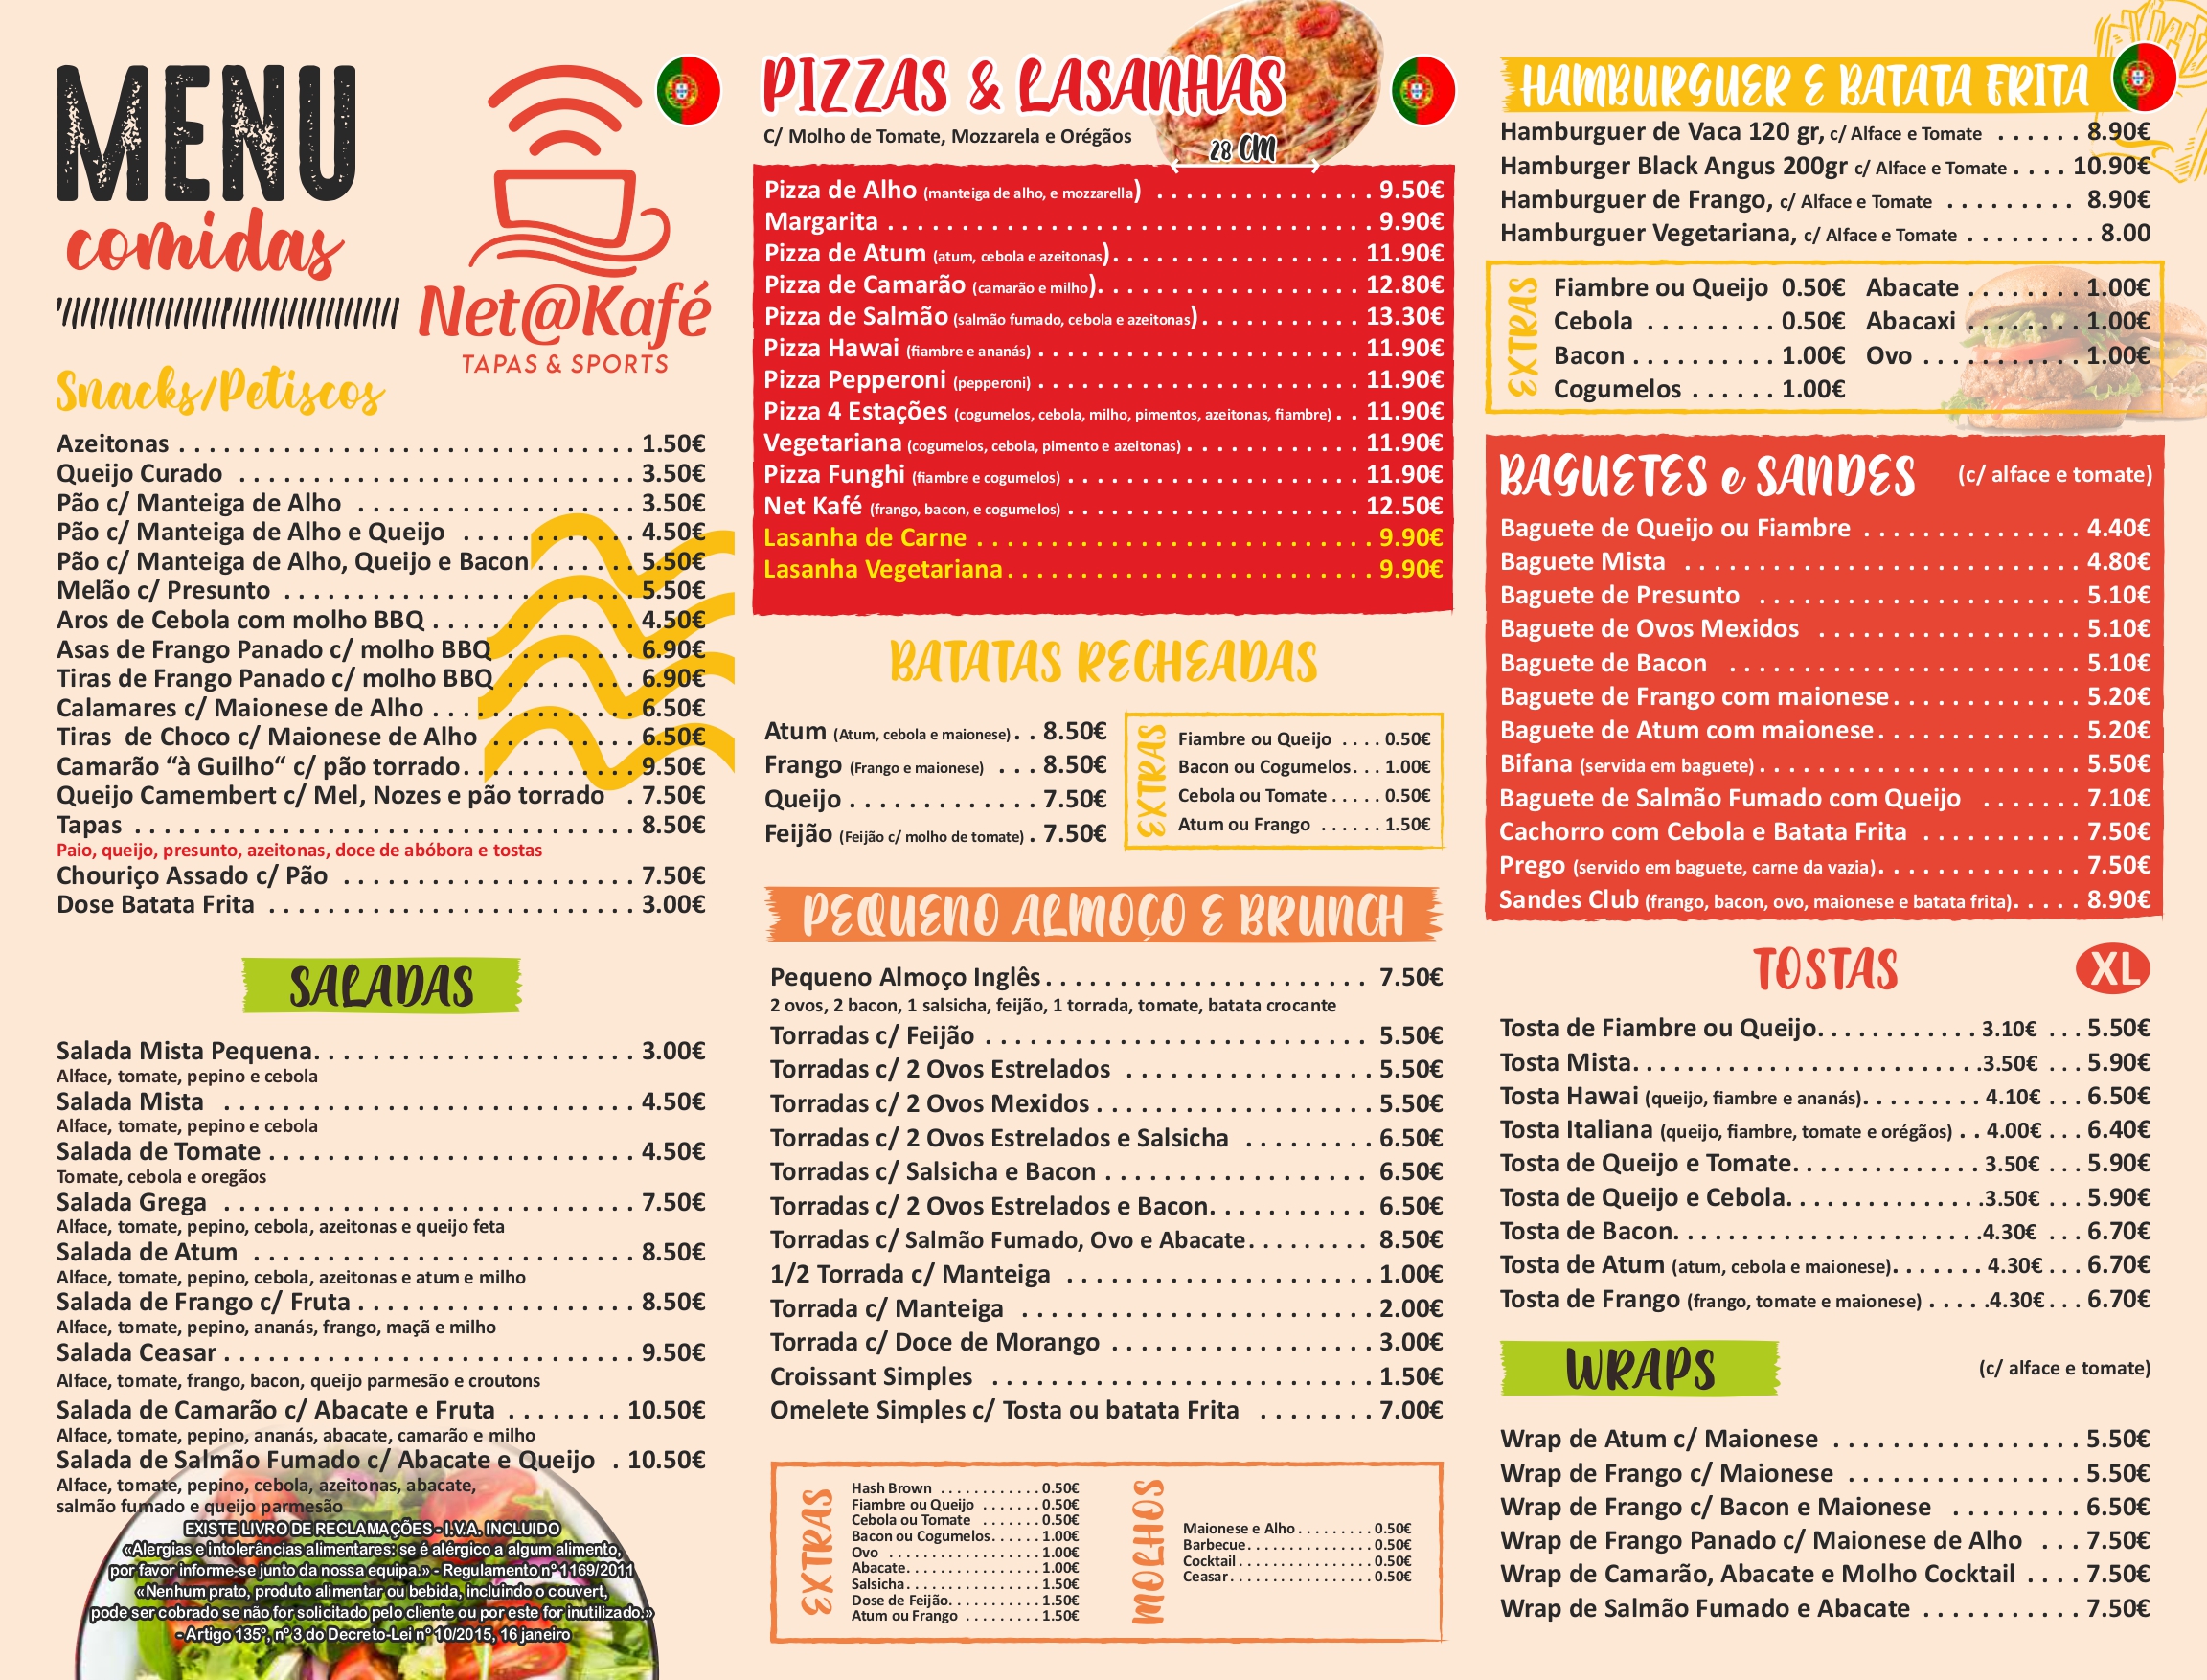 MENU
comidas
Net@Kafé
TAPAS & SPORTS
Snacks/Petiscos
Azeitonas . . . . . . . . . . . . . . . . . . . . . . . . . . . . . . . 1.50€
Queijo Curado . . . . . . . . . . . . . . . . . . . . . . . . . . . 3.50€
Pão c/ Manteiga de Alho . . . . . . . . . . . . . . . . . . . 3.50€
Pão c/ Manteiga de Alho e Queijo . . . . . . . . . . . . 4.50€
Pão c/ Manteiga de Alho, Queijo e Bacon . . . . . . . 5.50€
Melão c/ Presunto . . . . . . . . . . . . . . . . . . . . . . . . 5.50€
Aros de Cebola com molho BBQ . . . . . . . . . . . . . . 4.50€
Asas de Frango Panado c/ molho BBQ . . . . . . . . . 6.90€
Tiras de Frango Panado c/ molho BBQ . . . . . . . . . 6.90€
Calamares c/ Maionese de Alho . . . . . . . . . . . . . . 6.50€
Tiras  de Choco c/ Maionese de Alho . . . . . . . . . . 6.50€
Camarão “à Guilho“ c/ pão torrado. . . . . . . . . . . . 9.50€
Queijo Camembert c/ Mel, Nozes e pão torrado . 7.50€
Tapas . . . . . . . . . . . . . . . . . . . . . . . . . . . . . . . . . . 8.50€
Paio, queijo, presunto, azeitonas, doce de abóbora e tostas
Chouriço Assado c/ Pão . . . . . . . . . . . . . . . . . . . . 7.50€
Dose Batata Frita . . . . . . . . . . . . . . . . . . . . . . . . . 3.00€
SALADAS
Salada Mista Pequena. . . . . . . . . . . . . . . . . . . . . . 3.00€
Alface, tomate, pepino e cebola
Salada Mista . . . . . . . . . . . . . . . . . . . . . . . . . . . . 4.50€
Alface, tomate, pepino e cebola
Salada de Tomate . . . . . . . . . . . . . . . . . . . . . . . . . 4.50€
Tomate, cebola e oregãos
Salada Grega . . . . . . . . . . . . . . . . . . . . . . . . . . . . 7.50€
Alface, tomate, pepino, cebola, azeitonas e queijo feta
Salada de Atum . . . . . . . . . . . . . . . . . . . . . . . . . . 8.50€
Alface, tomate, pepino, cebola, azeitonas e atum e milho
Salada de Frango c/ Fruta . . . . . . . . . . . . . . . . . . . 8.50€
Alface, tomate, pepino, ananás, frango, maçã e milho
Salada Ceasar . . . . . . . . . . . . . . . . . . . . . . . . . . . . 9.50€
Alface, tomate, frango, bacon, queijo parmesão e croutons
Salada de Camarão c/ Abacate e Fruta . . . . . . . . 10.50€
Alface, tomate, pepino, ananás, abacate, camarão e milho
Salada de Salmão Fumado c/ Abacate e Queijo . 10.50€
Alface, tomate, pepino, cebola, azeitonas, abacate,
salmão fumado e queijo parmesão
EXISTE LIVRO DE RECLAMAÇÕES - I.V.A. INCLUIDO
«Alergias e intolerâncias alimentares: se é alérgico a algum alimento,
por favor informe-se junto da nossa equipa.» - Regulamento nº 1169/2011
«Nenhum prato, produto alimentar ou bebida, incluindo o couvert,
pode ser cobrado se não for solicitado pelo cliente ou por este for inutilizado.»
- Artigo 135º, nº 3 do Decreto-Lei nº 10/2015, 16 janeiro
PIZZAS & LASANHAS
C/ Molho de Tomate, Mozzarela e Orégãos
28 CM
Pizza de Alho (manteiga de alho, e mozzarella) . . . . . . . . . . . . . . . 9.50€
Margarita . . . . . . . . . . . . . . . . . . . . . . . . . . . . . . . . . . 9.90€
Pizza de Atum (atum, cebola e azeitonas). . . . . . . . . . . . . . . . . . 11.90€
Pizza de Camarão (camarão e milho). . . . . . . . . . . . . . . . . . . 12.80€
Pizza de Salmão (salmão fumado, cebola e azeitonas). . . . . . . . . . . 13.30€
Pizza Hawai (fiambre e ananás) . . . . . . . . . . . . . . . . . . . . . . . 11.90€
Pizza Pepperoni (pepperoni) . . . . . . . . . . . . . . . . . . . . . . . 11.90€
Pizza 4 Estações (cogumelos, cebola, milho, pimentos, azeitonas, fiambre) . . 11.90€
Vegetariana (cogumelos, cebola, pimento e azeitonas) . . . . . . . . . . . . 11.90€
Pizza Funghi (fiambre e cogumelos) . . . . . . . . . . . . . . . . . . . . . 11.90€
Net Kafé (frango, bacon, e cogumelos) . . . . . . . . . . . . . . . . . . . . . 12.50€
Lasanha de Carne . . . . . . . . . . . . . . . . . . . . . . . . . . . 9.90€
Lasanha Vegetariana. . . . . . . . . . . . . . . . . . . . . . . . . 9.90€
BATATAS RECHEADAS
Atum (Atum, cebola e maionese) . . 8.50€
Frango (Frango e maionese) . . . 8.50€
Queijo . . . . . . . . . . . . . 7.50€
Feijão (Feijão c/ molho de tomate) . 7.50€
EXTRAS
Fiambre ou Queijo . . . . 0.50€
Bacon ou Cogumelos. . . 1.00€
Cebola ou Tomate . . . . . 0.50€
Atum ou Frango . . . . . . 1.50€
PEQUENO ALMOÇO E BRUNCH
Pequeno Almoço Inglês . . . . . . . . . . . . . . . . . . . . . . 7.50€
2 ovos, 2 bacon, 1 salsicha, feijão, 1 torrada, tomate, batata crocante
Torradas c/ Feijão . . . . . . . . . . . . . . . . . . . . . . . . . . 5.50€
Torradas c/ 2 Ovos Estrelados . . . . . . . . . . . . . . . . . 5.50€
Torradas c/ 2 Ovos Mexidos . . . . . . . . . . . . . . . . . . . 5.50€
Torradas c/ 2 Ovos Estrelados e Salsicha . . . . . . . . . 6.50€
Torradas c/ Salsicha e Bacon . . . . . . . . . . . . . . . . . . 6.50€
Torradas c/ 2 Ovos Estrelados e Bacon. . . . . . . . . . . 6.50€
Torradas c/ Salmão Fumado, Ovo e Abacate. . . . . . . . . 8.50€
1/2 Torrada c/ Manteiga . . . . . . . . . . . . . . . . . . . . . 1.00€
Torrada c/ Manteiga . . . . . . . . . . . . . . . . . . . . . . . . 2.00€
Torrada c/ Doce de Morango . . . . . . . . . . . . . . . . . . 3.00€
Croissant Simples . . . . . . . . . . . . . . . . . . . . . . . . . . 1.50€
Omelete Simples c/ Tosta ou batata Frita . . . . . . . . 7.00€
EXTRAS
Hash Brown . . . . . . . . . . . . 0.50€
Fiambre ou Queijo . . . . . . . 0.50€
Cebola ou Tomate . . . . . . . 0.50€
Bacon ou Cogumelos. . . . . . 1.00€
Ovo . . . . . . . . . . . . . . . . . . 1.00€
Abacate. . . . . . . . . . . . . . . . 1.00€
Salsicha. . . . . . . . . . . . . . . . 1.50€
Dose de Feijão. . . . . . . . . . . 1.50€
Atum ou Frango . . . . . . . . . 1.50€
MOLHOS
Maionese e Alho . . . . . . . . . 0.50€
Barbecue. . . . . . . . . . . . . . . 0.50€
Cocktail . . . . . . . . . . . . . . . . 0.50€
Ceasar . . . . . . . . . . . . . . . . . 0.50€
HAMBURGUER E BATATA FRITA
Hamburguer de Vaca 120 gr, c/ Alface e Tomate . . . . . . 8.90€
Hamburger Black Angus 200gr c/ Alface e Tomate . . . . 10.90€
Hamburguer de Frango, c/ Alface e Tomate . . . . . . . . . 8.90€
Hamburguer Vegetariana, c/ Alface e Tomate . . . . . . . . . 8.00
EXTRAS
Fiambre ou Queijo 0.50€ Abacate . . . . . . . . 1.00€
Cebola . . . . . . . . . 0.50€ Abacaxi . . . . . . . . 1.00€
Bacon . . . . . . . . . . 1.00€ Ovo . . . . . . . . . . . 1.00€
Cogumelos . . . . . . 1.00€
BAGUETES e SANDES (c/ alface e tomate)
Baguete de Queijo ou Fiambre . . . . . . . . . . . . . . . 4.40€
Baguete Mista . . . . . . . . . . . . . . . . . . . . . . . . . . . 4.80€
Baguete de Presunto . . . . . . . . . . . . . . . . . . . . . . 5.10€
Baguete de Ovos Mexidos . . . . . . . . . . . . . . . . . . 5.10€
Baguete de Bacon . . . . . . . . . . . . . . . . . . . . . . . . 5.10€
Baguete de Frango com maionese. . . . . . . . . . . . . 5.20€
Baguete de Atum com maionese. . . . . . . . . . . . . . 5.20€
Bifana (servida em baguete) . . . . . . . . . . . . . . . . . . . . . . 5.50€
Baguete de Salmão Fumado com Queijo . . . . . . . 7.10€
Cachorro com Cebola e Batata Frita . . . . . . . . . . . 7.50€
Prego (servido em baguete, carne da vazia). . . . . . . . . . . . . . 7.50€
Sandes Club (frango, bacon, ovo, maionese e batata frita). . . . . 8.90€
TOSTAS XL
Tosta de Fiambre ou Queijo. . . . . . . . . . . 3.10€ . . . 5.50€
Tosta Mista. . . . . . . . . . . . . . . . . . . . . . . .3.50€ . . . 5.90€
Tosta Hawai (queijo, fiambre e ananás). . . . . . . . . 4.10€ . . . 6.50€
Tosta Italiana (queijo, fiambre, tomate e orégãos) . . 4.00€ . . . 6.40€
Tosta de Queijo e Tomate. . . . . . . . . . . . . 3.50€ . . . 5.90€
Tosta de Queijo e Cebola. . . . . . . . . . . . . .3.50€ . . . 5.90€
Tosta de Bacon. . . . . . . . . . . . . . . . . . . . .4.30€ . . . 6.70€
Tosta de Atum (atum, cebola e maionese). . . . . . . 4.30€ . . . 6.70€
Tosta de Frango (frango, tomate e maionese) . . . . .4.30€ . . . 6.70€
WRAPS (c/ alface e tomate)
Wrap de Atum c/ Maionese . . . . . . . . . . . . . . . . . 5.50€
Wrap de Frango c/ Maionese . . . . . . . . . . . . . . . . 5.50€
Wrap de Frango c/ Bacon e Maionese . . . . . . . . . 6.50€
Wrap de Frango Panado c/ Maionese de Alho . . . 7.50€
Wrap de Camarão, Abacate e Molho Cocktail . . . . 7.50€
Wrap de Salmão Fumado e Abacate . . . . . . . . . . . 7.50€